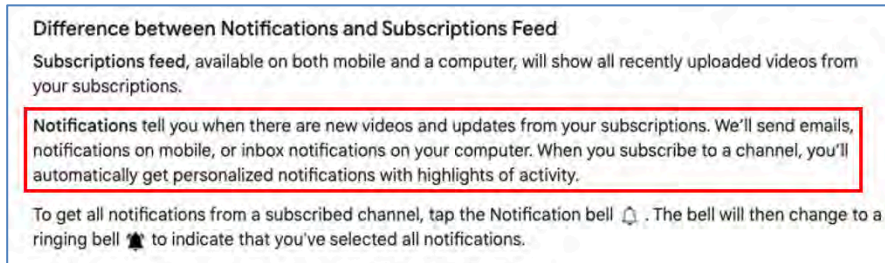 Difference between Notifications and Subscriptions Feed
Subscriptions feed, available on both mobile and a computer, will show all recently uploaded videos from
your subscriptions.
Notifications tell you when there are new videos and updates from your subscriptions. We'll send emails,
notifications on mobile, or inbox notifications on your computer. When you subscribe to a channel, you'll
automatically get personalized notifications with highlights of activity.
To get all notifications from a subscribed channel, tap the Notification bell . The bell will then change to a
ringing bell to indicate that you've selected all notifications.